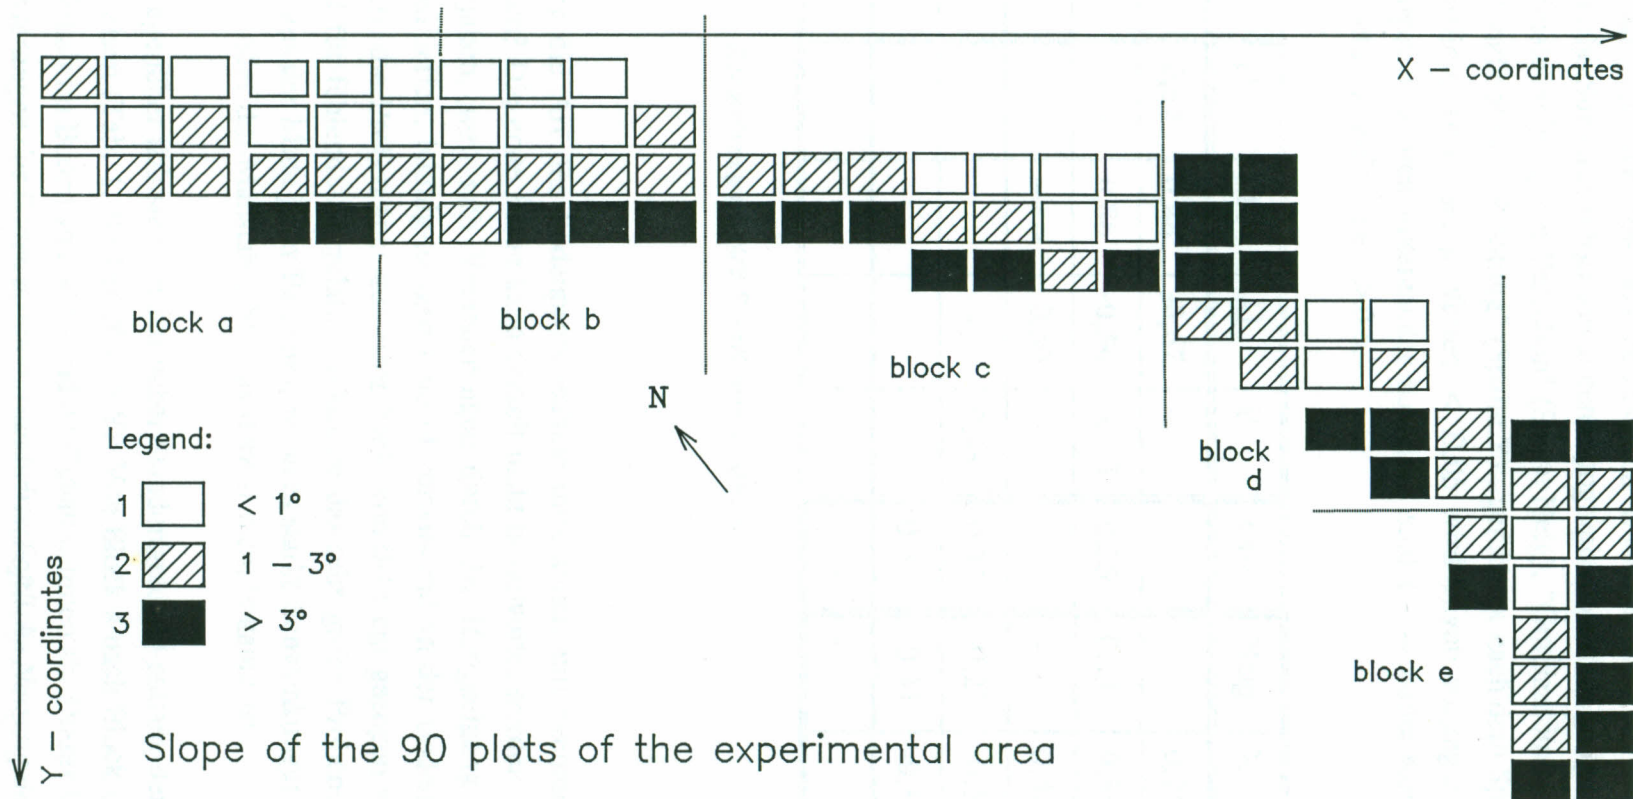 X – coordinates
block a
block b
block c
N
block
d
Legend:
1 < 1°
2 1 – 3°
3 > 3°
block e
Y – coordinates
Slope of the 90 plots of the experimental area